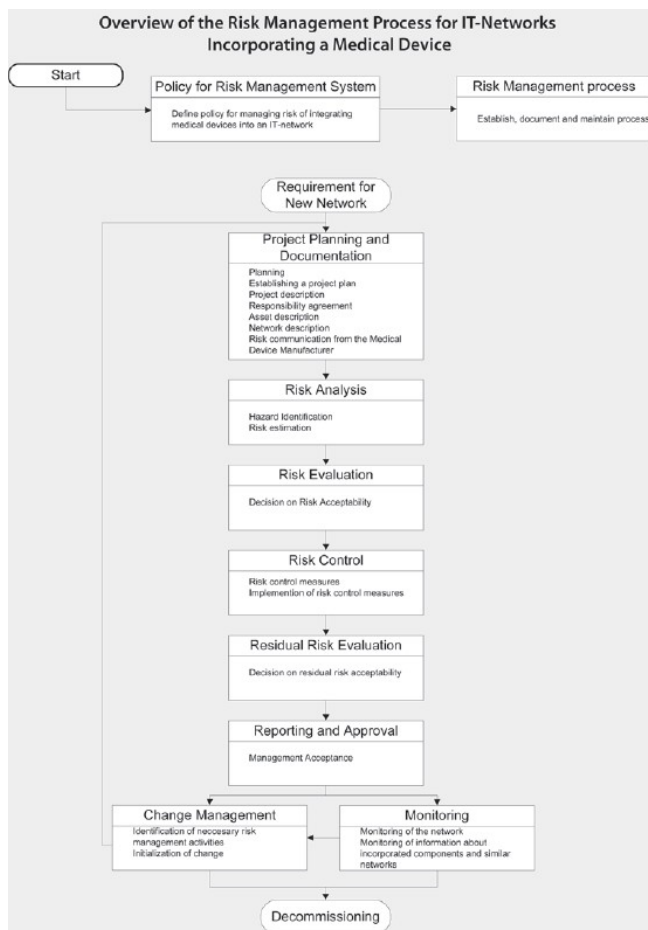 Overview of the Risk Management Process for IT-Networks
Incorporating a Medical Device
Start
Policy for Risk Management System
Define policy for managing risk of integrating
medical devices into an IT-network
Risk Management process
Establish, document and maintain process
Requirement for
New Network
Project Planning and
Documentation
Planning
Establishing a project plan
Project description
Responsibility agreement
Asset description
Network description
Risk communication from the Medical
Device Manufacturer
Risk Analysis
Hazard Identification
Risk estimation
Risk Evaluation
Decision on Risk Acceptability
Risk Control
Risk control measures
Implemention of risk control measures
Residual Risk Evaluation
Decision on residual risk acceptability
Reporting and Approval
Management Acceptance
Change Management
Identification of neccesary risk
management activities
Initialization of change
Monitoring
Monitoring of the network
Monitoring of information about
incorporated components and similar
networks
Decommissioning